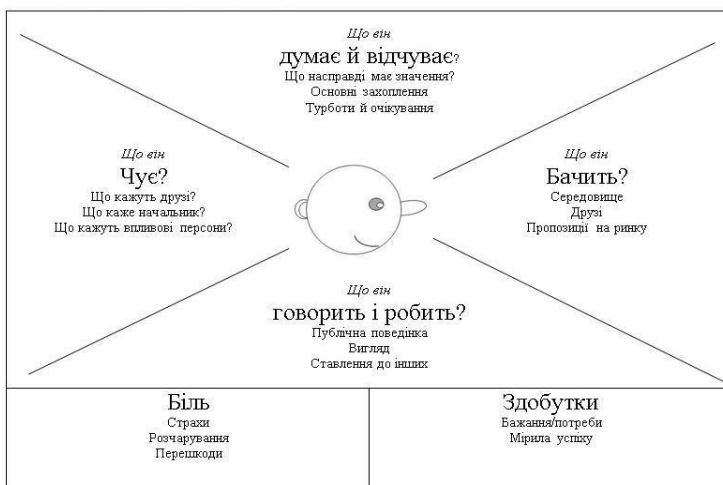 Що він
думає й відчуває?
Що насправді має значення?
Основні захоплення
Турботи й очікування
Що він
Чує?
Що кажуть друзі?
Що каже начальник?
Що кажуть впливові персони?
Що він
Бачить?
Середовище
Друзі
Пропозиції на ринку
Що він
говорить і робить?
Публічна поведінка
Вигляд
Ставлення до інших
Біль
Страхи
Розчарування
Перешкоди
Здобутки
Бажання/потреби
Мірила успіху